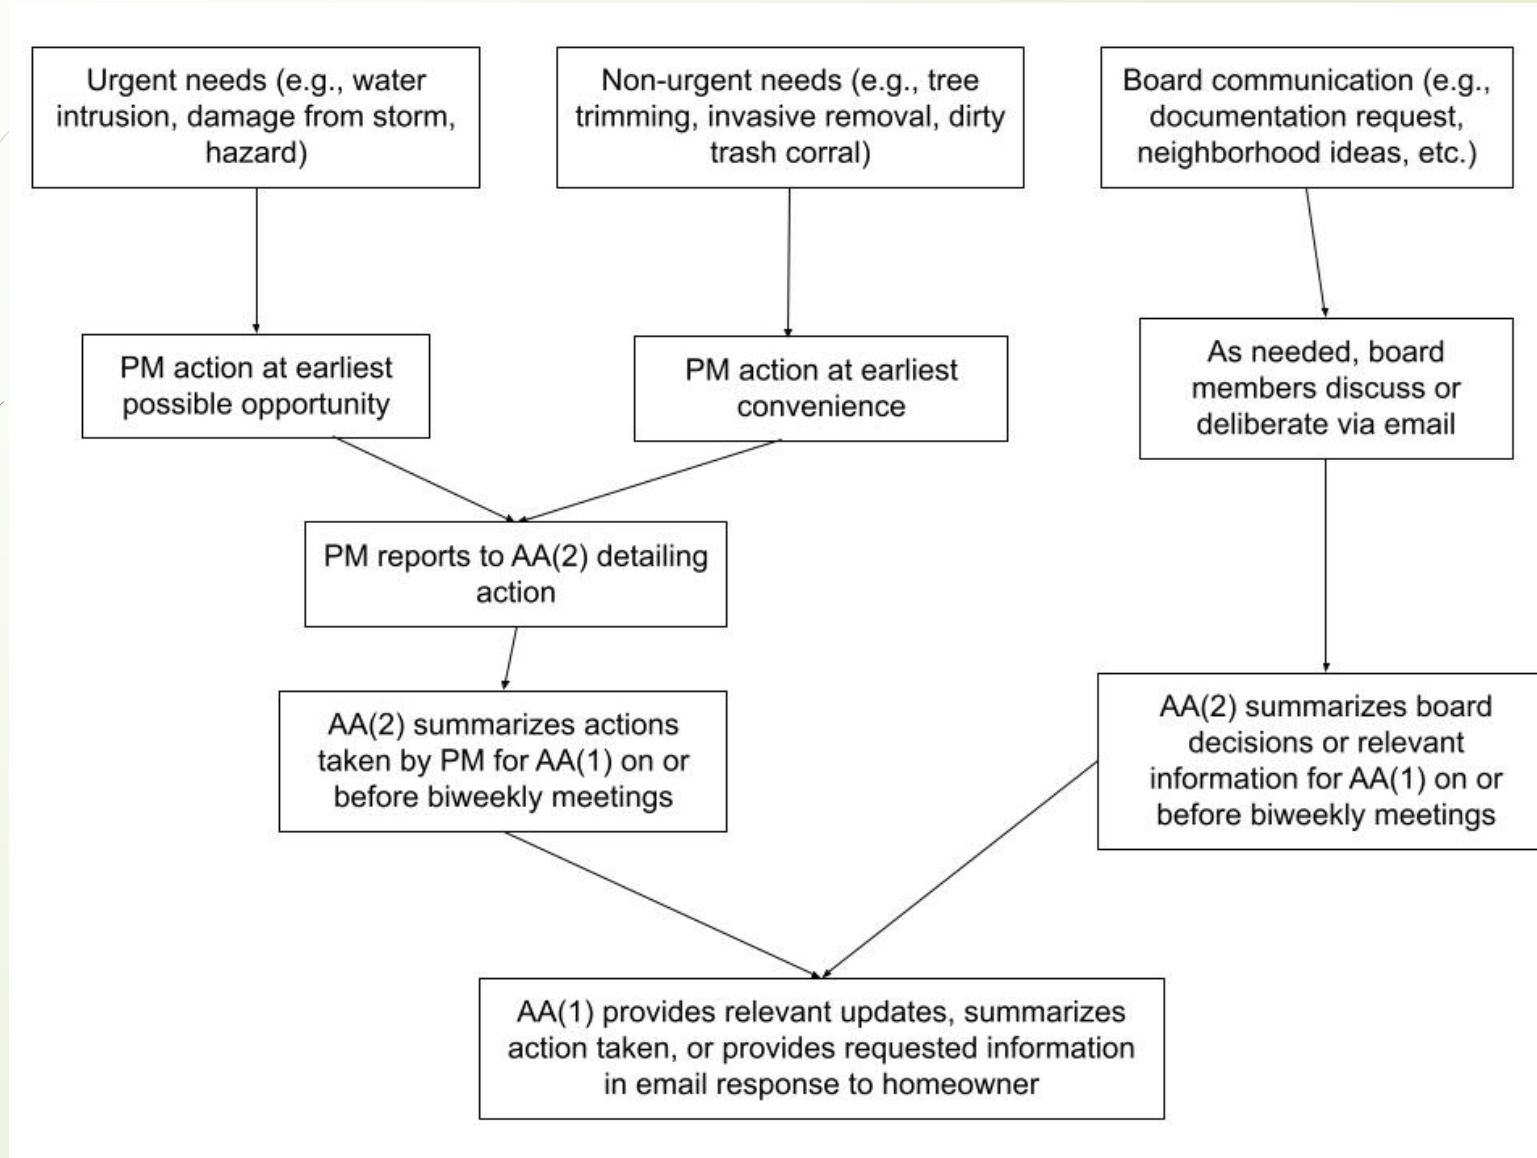 Urgent needs (e.g., water
intrusion, damage from storm,
hazard)
Non-urgent needs (e.g., tree
trimming, invasive removal, dirty
trash corral)
Board communication (e.g.,
documentation request,
neighborhood ideas, etc.)
PM action at earliest
possible opportunity
PM action at earliest
convenience
As needed, board
members discuss or
deliberate via email
PM reports to AA(2) detailing
action
AA(2) summarizes actions
taken by PM for AA(1) on or
before biweekly meetings
AA(2) summarizes board
decisions or relevant
information for AA(1) on or
before biweekly meetings
AA(1) provides relevant updates, summarizes
action taken, or provides requested information
in email response to homeowner